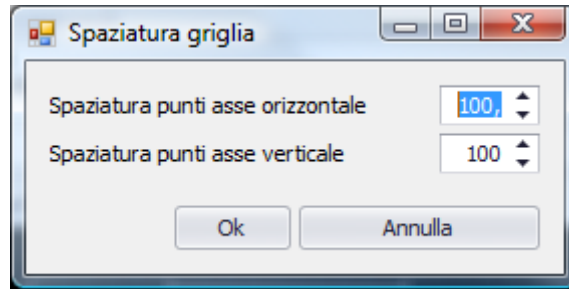 Spaziatura griglia
Spaziatura punti asse orizzontale 100,
Spaziatura punti asse verticale 100
Ok Annulla